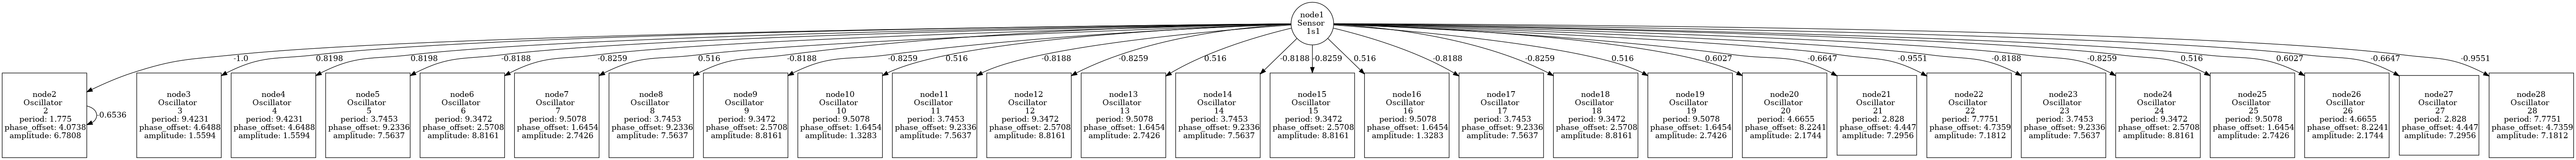 node1
Sensor
1s1
-1.0
0.8198
0.8198
-0.8188
-0.8259
0.516
-0.8188
-0.8259
0.516
-0.8188
-0.8259
0.516
-0.8188
-0.8259
0.516
-0.8188
-0.8259
0.516
0.6027
-0.6647
-0.9551
-0.8188
-0.8259
0.516
0.6027
-0.6647
-0.9551
node2
Oscillator
2
period: 1.775
phase_offset: 4.0738
amplitude: 6.7808
-0.6536
node3
Oscillator
3
period: 9.4231
phase_offset: 4.6488
amplitude: 1.5594
node4
Oscillator
4
period: 9.4231
phase_offset: 4.6488
amplitude: 1.5594
node5
Oscillator
5
period: 3.7453
phase_offset: 9.2336
amplitude: 7.5637
node6
Oscillator
6
period: 9.3472
phase_offset: 2.5708
amplitude: 8.8161
node7
Oscillator
7
period: 9.5078
phase_offset: 1.6454
amplitude: 2.7426
node8
Oscillator
8
period: 3.7453
phase_offset: 9.2336
amplitude: 7.5637
node9
Oscillator
9
period: 9.3472
phase_offset: 2.5708
amplitude: 8.8161
node10
Oscillator
10
period: 9.5078
phase_offset: 1.6454
amplitude: 1.3283
node11
Oscillator
11
period: 3.7453
phase_offset: 9.2336
amplitude: 7.5637
node12
Oscillator
12
period: 9.3472
phase_offset: 2.5708
amplitude: 8.8161
node13
Oscillator
13
period: 9.5078
phase_offset: 1.6454
amplitude: 2.7426
node14
Oscillator
14
period: 3.7453
phase_offset: 9.2336
amplitude: 7.5637
node15
Oscillator
15
period: 9.3472
phase_offset: 2.5708
amplitude: 8.8161
node16
Oscillator
16
period: 9.5078
phase_offset: 1.6454
amplitude: 1.3283
node17
Oscillator
17
period: 3.7453
phase_offset: 9.2336
amplitude: 7.5637
node18
Oscillator
18
period: 9.3472
phase_offset: 2.5708
amplitude: 8.8161
node19
Oscillator
19
period: 9.5078
phase_offset: 1.6454
amplitude: 2.7426
node20
Oscillator
20
period: 4.6655
phase_offset: 8.2241
amplitude: 2.1744
node21
Oscillator
21
period: 2.828
phase_offset: 4.447
amplitude: 7.2956
node22
Oscillator
22
period: 7.7751
phase_offset: 4.7359
amplitude: 7.1812
node23
Oscillator
23
period: 3.7453
phase_offset: 9.2336
amplitude: 7.5637
node24
Oscillator
24
period: 9.3472
phase_offset: 2.5708
amplitude: 8.8161
node25
Oscillator
25
period: 9.5078
phase_offset: 1.6454
amplitude: 2.7426
node26
Oscillator
26
period: 4.6655
phase_offset: 8.2241
amplitude: 2.1744
node27
Oscillator
27
period: 2.828
phase_offset: 4.447
amplitude: 7.2956
node28
Oscillator
28
period: 7.7751
phase_offset: 4.7359
amplitude: 7.1812